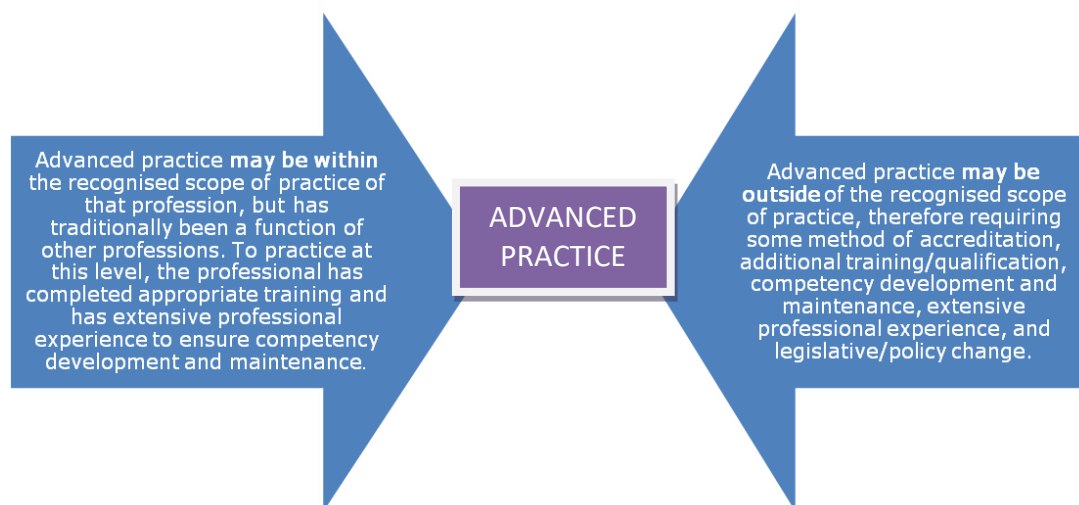 Advanced practice may be within
the recognised scope of practice of
that profession, but has
traditionally been a function of
other professions. To practice at
this level, the professional has
completed appropriate training and
has extensive professional
experience to ensure competency
development and maintenance.
ADVANCED
PRACTICE
Advanced practice may be
outside of the recognised scope
of practice, therefore requiring
some method of accreditation,
additional training/qualification,
competency development and
maintenance, extensive
professional experience, and
legislative/policy change.